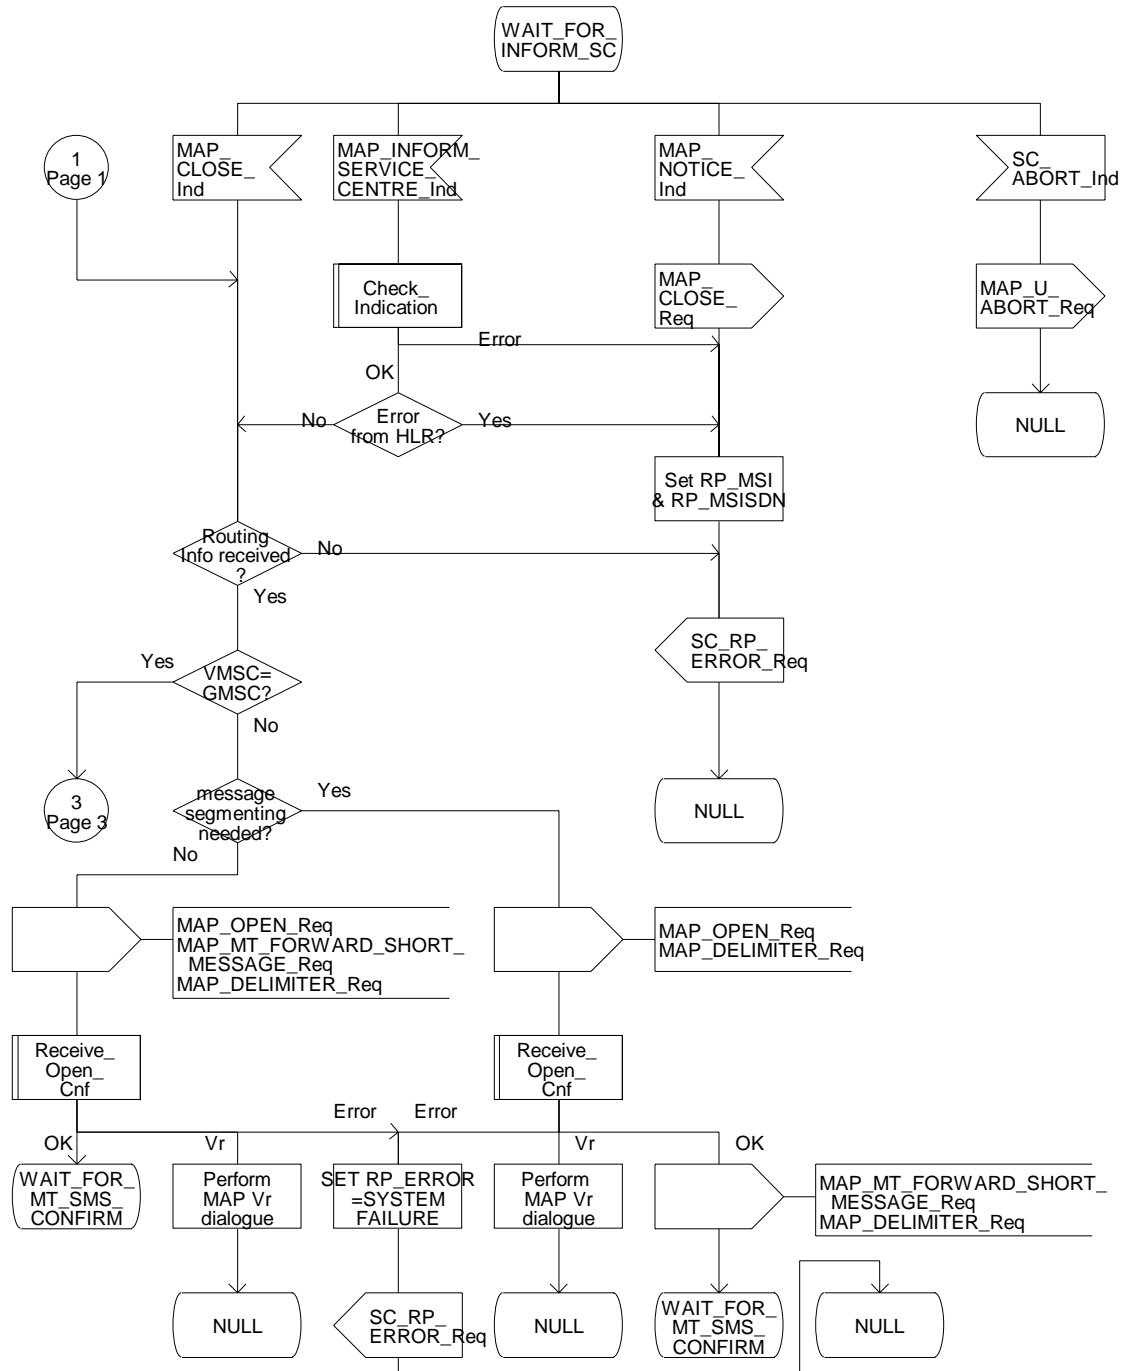 WAIT_FOR_
INFORM_SC
1
Page 1
MAP_
CLOSE_
Ind
MAP_INFORM_
SERVICE_
CENTRE_Ind
MAP_
NOTICE_
Ind
SC_
ABORT_Ind
Check_
Indication
MAP_
CLOSE_
Req
MAP_U_
ABORT_Req
Error
OK
No
Error
from HLR?
Yes
NULL
Set RP_MSI
& RP_MSISDN
Routing
Info received
?
No
Yes
SC_RP_
ERROR_Req
Yes
VMSC=
GMSC?
No
3
Page 3
message
segmenting
needed?
Yes
No
NULL
MAP_OPEN_Req
MAP_MT_FORWARD_SHORT_
MESSAGE_Req
MAP_DELIMITER_Req
MAP_OPEN_Req
MAP_DELIMITER_Req
Receive_
Open_
Cnf
Receive_
Open_
Cnf
Error
Error
OK
Vr
Vr
OK
WAIT_FOR_
MT_SMS_
CONFIRM
Perform
MAP Vr
dialogue
SET RP_ERROR
=SYSTEM
FAILURE
Perform
MAP Vr
dialogue
MAP_MT_FORWARD_SHORT_
MESSAGE_Req
MAP_DELIMITER_Req
NULL
SC_RP_
ERROR_Req
NULL
WAIT_FOR_
MT_SMS_
CONFIRM
NULL